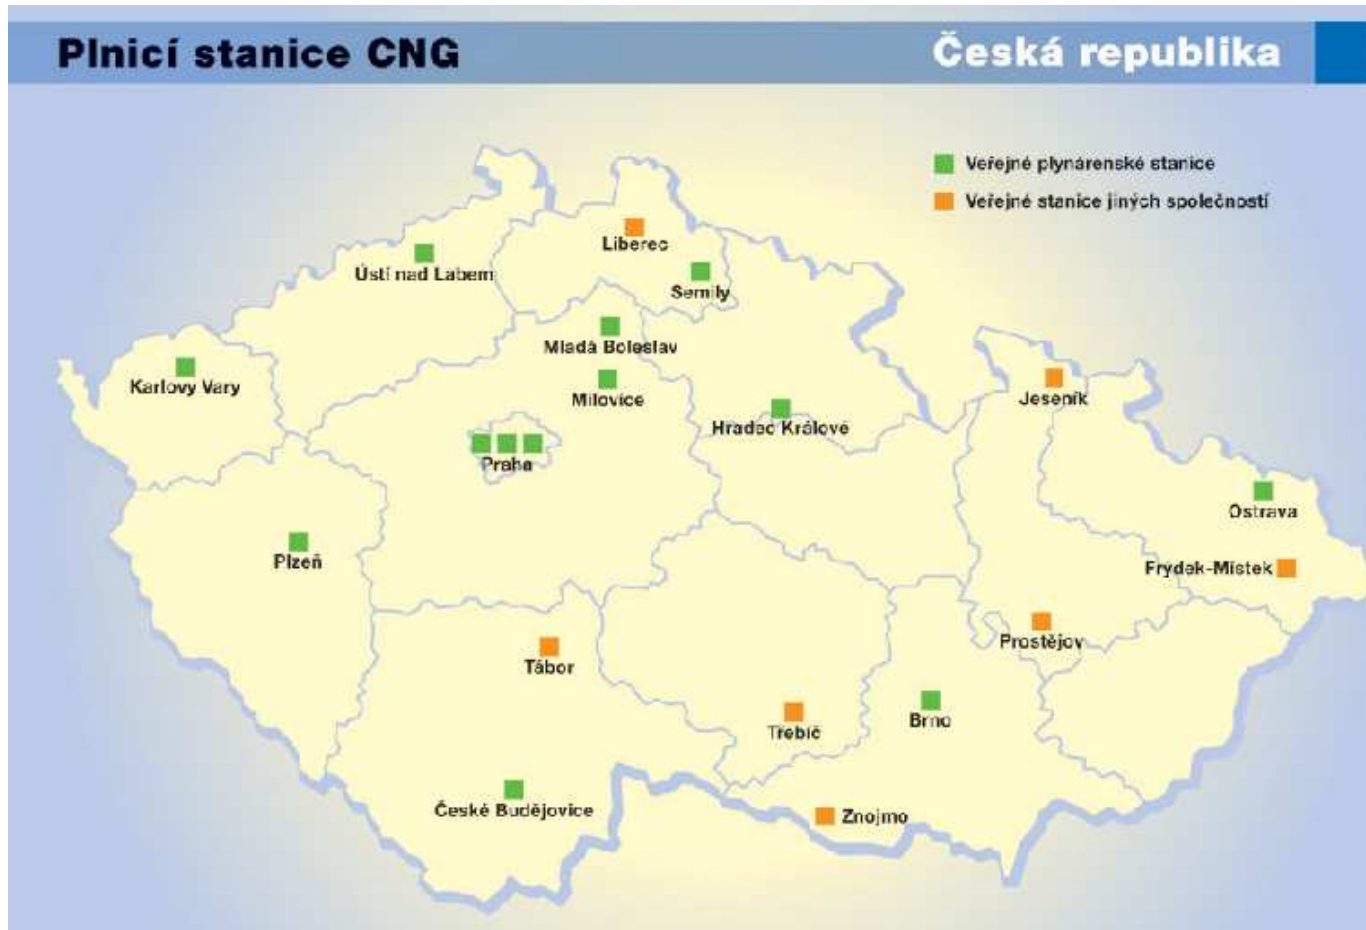 Plnicí stanice CNG
Česká republika
Veřejné plynárenské stanice
Veřejné stanice jiných společností
Liberec
Ústí nad Labem
Semily
Mladá Boleslav
Karlovy Vary
Milovice
Jeseník
Hradec Králové
Praha
Ostrava
Plzeň
Frýdek-Místek
Prostějov
Tábor
Třebíč
Brno
České Budějovice
Znojmo